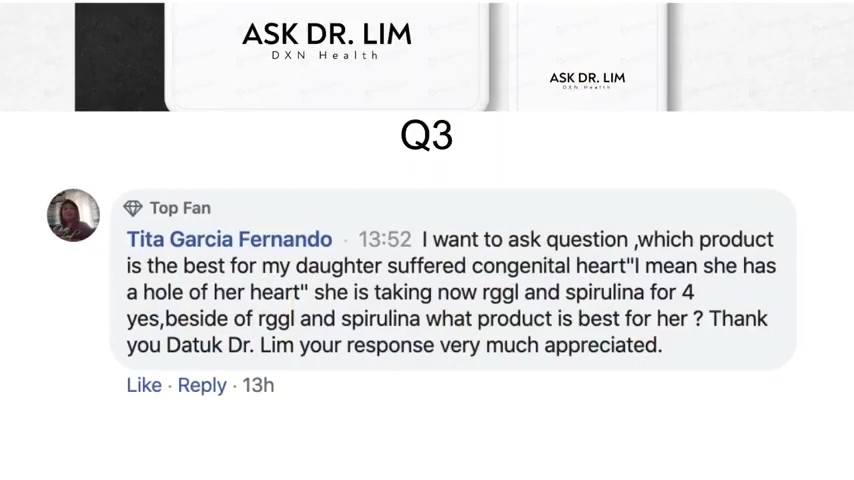 ASK DR. LIM
DXN Health
ASK DR. LIM
DXN Health
Q3
Top Fan
Tita Garcia Fernando · 13:52 I want to ask question ,which product
is the best for my daughter suffered congenital heart"I mean she has
a hole of her heart" she is taking now rggl and spirulina for 4
yes,beside of rggl and spirulina what product is best for her ? Thank
you Datuk Dr. Lim your response very much appreciated.
Like · Reply · 13h